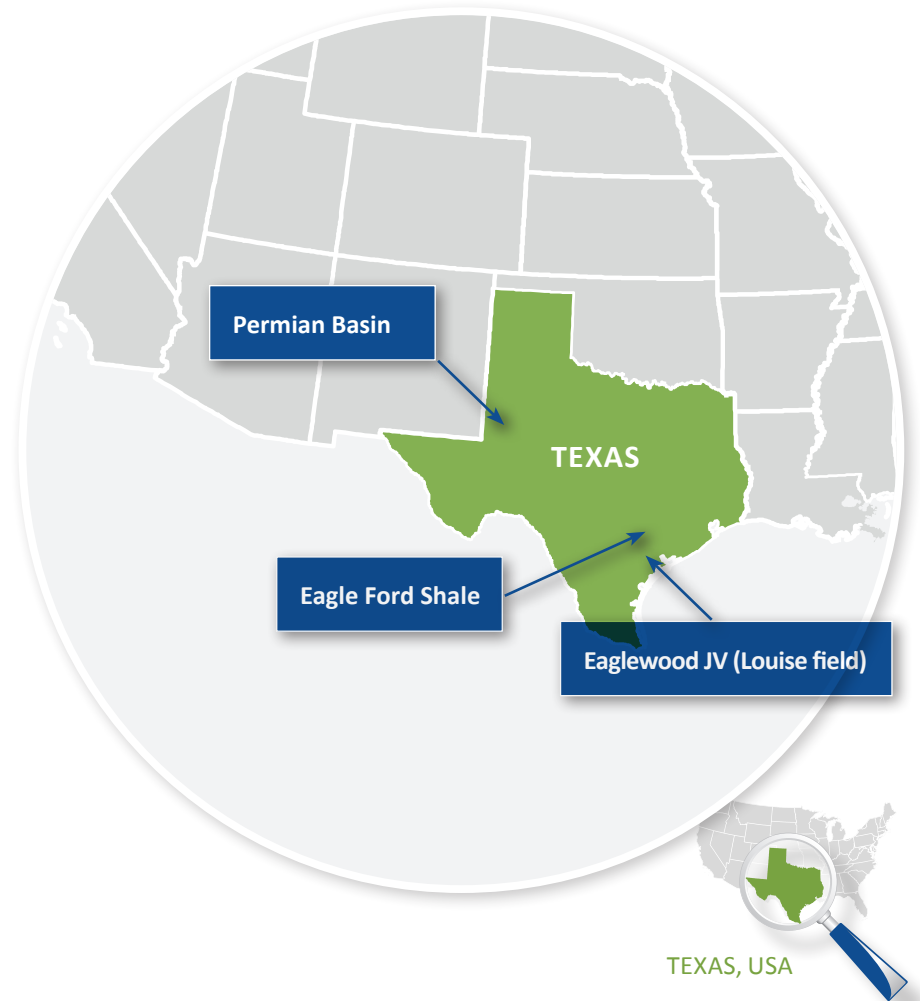 Permian Basin
TEXAS
Eagle Ford Shale
Eaglewood JV (Louise field)
TEXAS, USA